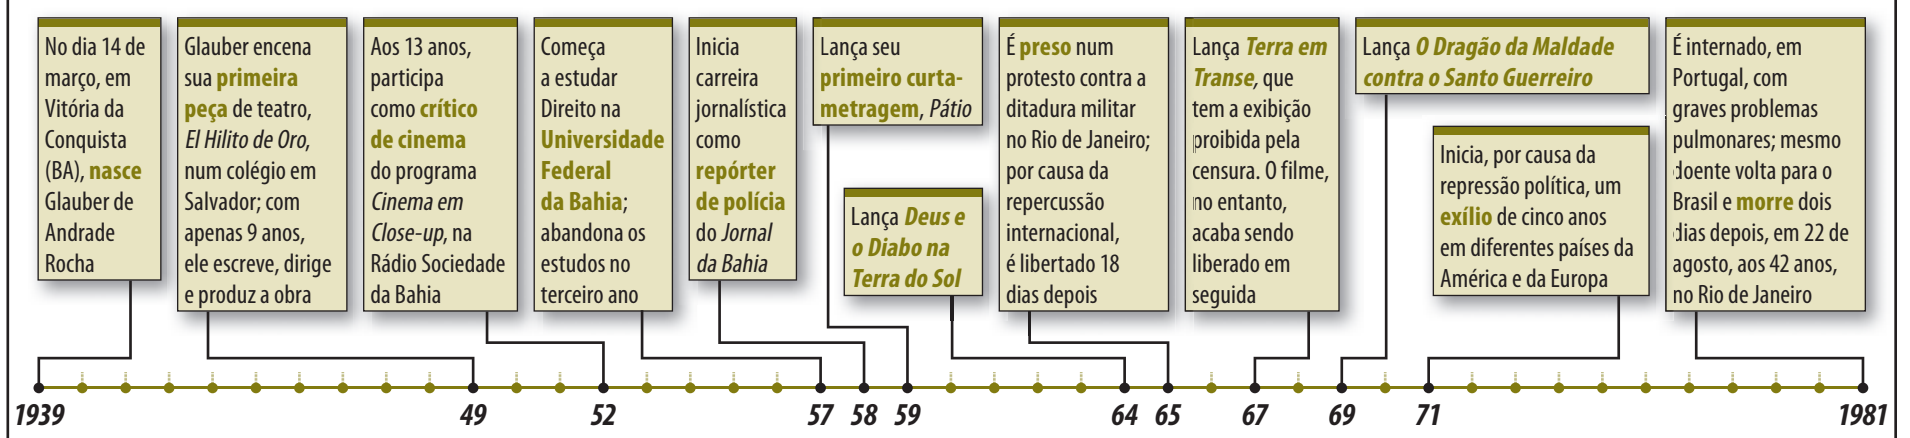 No dia 14 de
março, em
Vitória da
Conquista
(BA), nasce
Glauber de
Andrade
Rocha
Glauber encena
sua primeira
peça de teatro,
El Hilito de Oro,
num colégio em
Salvador; com
apenas 9 anos,
ele escreve, dirige
e produz a obra
Aos 13 anos,
participa
como crítico
de cinema
do programa
Cinema em
Close-up, na
Rádio Sociedade
da Bahia
Começa
a estudar
Direito na
Universidade
Federal
da Bahia;
abandona os
estudos no
terceiro ano
Inicia
carreira
jornalística
como
repórter
de polícia
do Jornal
da Bahia
Lança seu
primeiro curta-
metragem, Pátio
Lança Deus e
o Diabo na
Terra do Sol
É preso num
protesto contra a
ditadura militar
no Rio de Janeiro;
por causa da
repercussão
internacional,
é libertado 18
dias depois
Lança Terra em
Transe, que
tem a exibição
proibida pela
censura. O filme,
no entanto,
acaba sendo
liberado em
seguida
Lança O Dragão da Maldade
contra o Santo Guerreiro
Inicia, por causa da
repressão política, um
exílio de cinco anos
em diferentes países da
América e da Europa
É internado, em
Portugal, com
graves problemas
pulmonares; mesmo
doente volta para o
Brasil e morre dois
dias depois, em 22 de
agosto, aos 42 anos,
no Rio de Janeiro
1939 49 52 57 58 59 64 65 67 69 71 1981